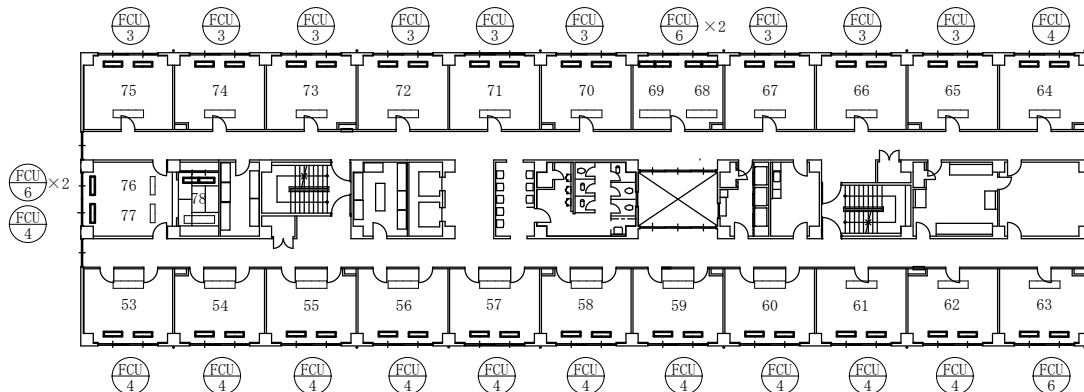 FCU FCU FCU FCU FCU FCU FCU ×2 FCU FCU FCU FCU
3 3 3 3 3 3 6 3 3 3 4
75 74 73 72 71 70 69 68 67 66 65 64
FCU ×2
6
76
77
78
FCU
4
53 54 55 56 57 58 59 60 61 62 63
FCU FCU FCU FCU FCU FCU FCU FCU FCU FCU FCU
4 4 4 4 4 4 4 4 4 4 6